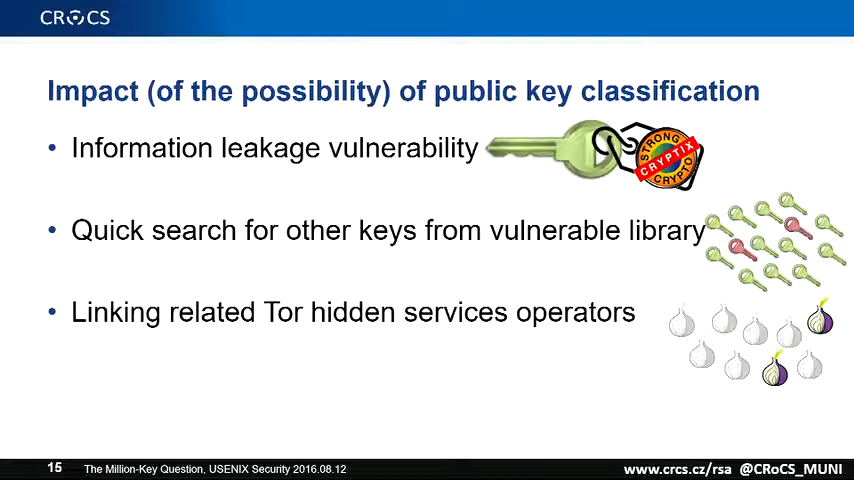 CRCS
Impact (of the possibility) of public key classification
• Information leakage vulnerability
STRONG
CRYPTIX
CRYPTO
• Quick search for other keys from vulnerable library
• Linking related Tor hidden services operators
15 The Million-Key Question, USENIX Security 2016.08.12 www.crcs.cz/rsa @CRoCS_MUNI